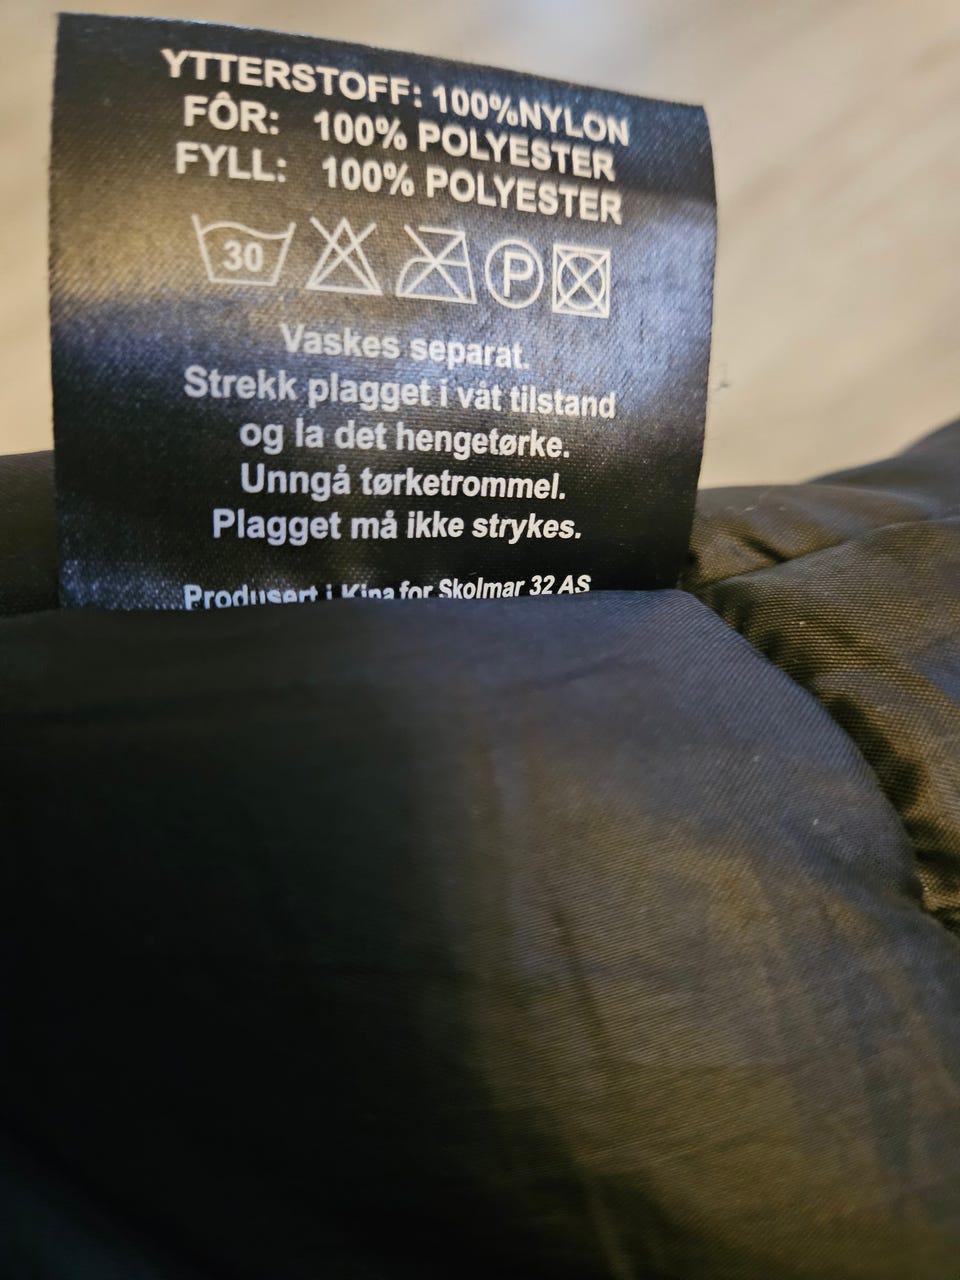 YTTERSTOFF: 100%NYLON
FÔR: 100% POLYESTER
FYLL: 100% POLYESTER
30 P
Vaskes separat.
Strekk plagget i våt tilstand
og la det hengetørke.
Unngå tørketrommel.
Plagget må ikke strykes.
Produsert i Kina for Skolmar 32 AS